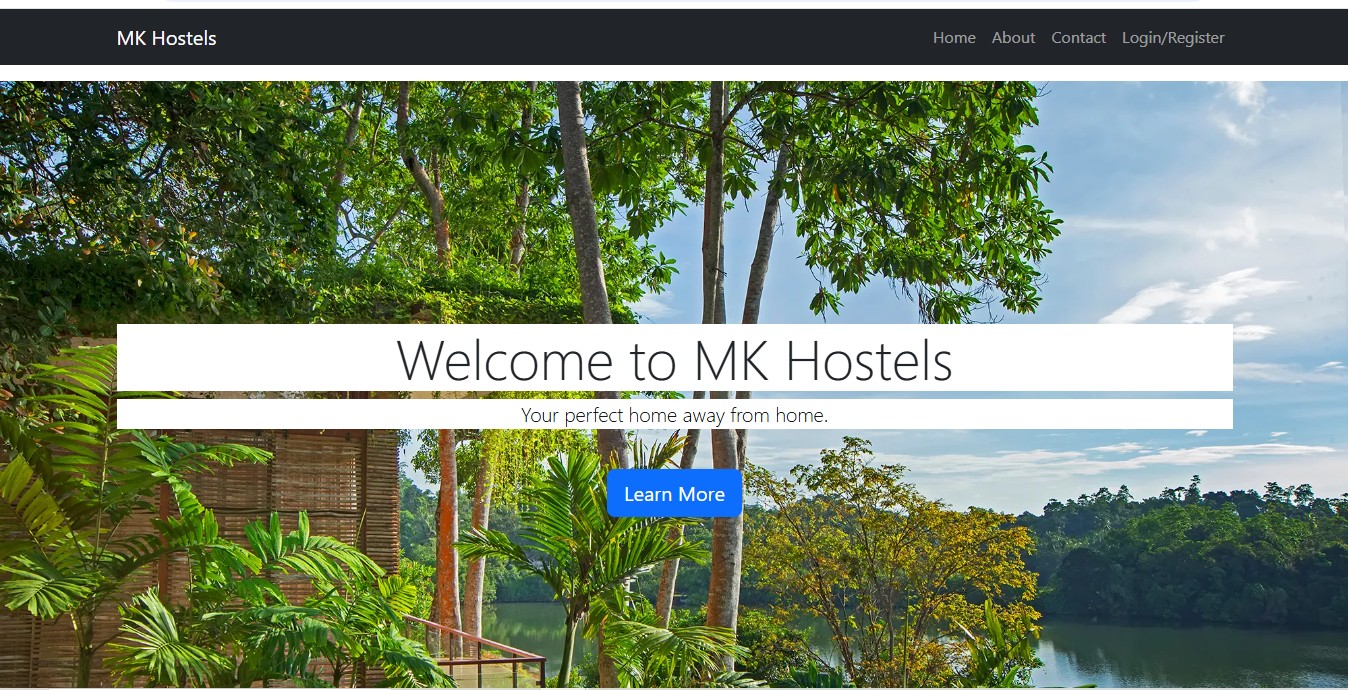 MK Hostels
Home About Contact Login/Register
Welcome to MK Hostels
Your perfect home away from home.
Learn More